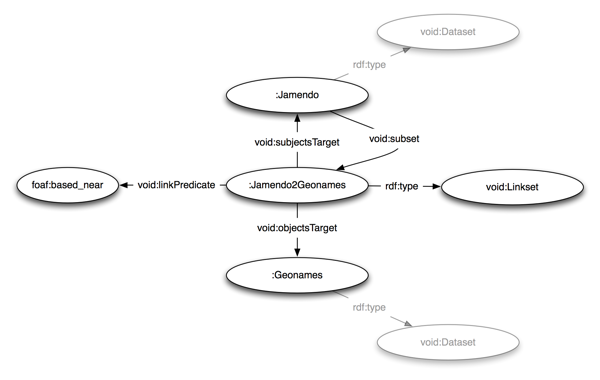 void:Dataset
rdf:type
:Jamendo
void:subjectsTarget
void:subset
foaf:based_near
void:linkPredicate
:Jamendo2Geonames
rdf:type
void:Linkset
void:objectsTarget
:Geonames
rdf:type
void:Dataset